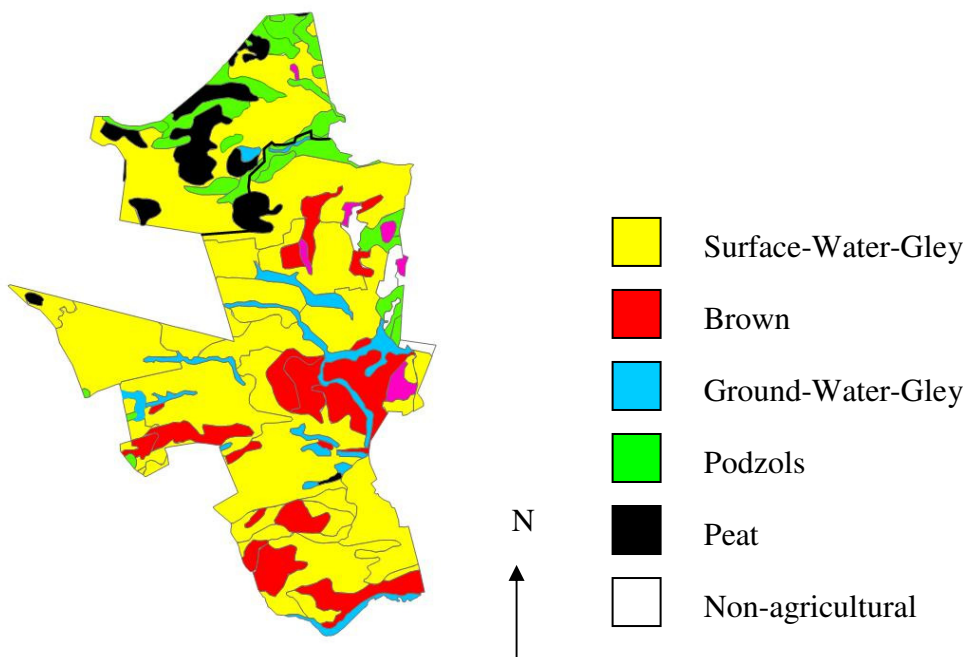 Surface-Water-Gley
Brown
Ground-Water-Gley
Podzols
N
Peat
Non-agricultural